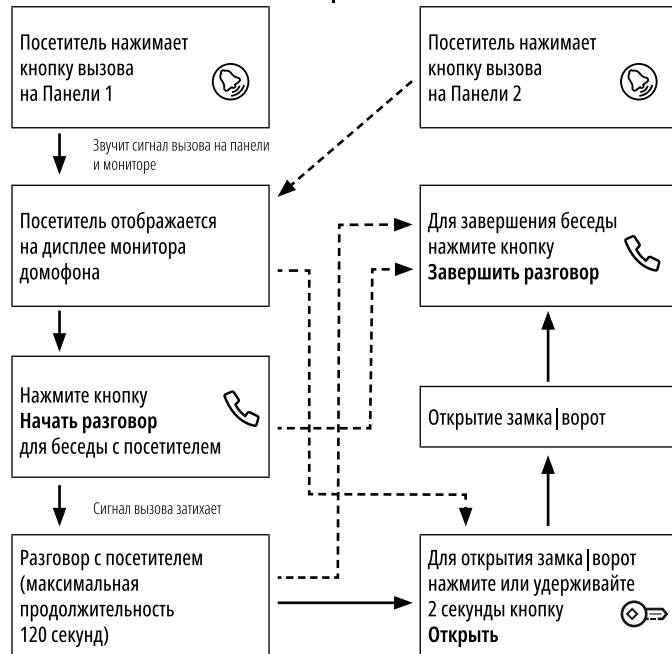 Посетитель нажимает
кнопку вызова
на Панели 1
Посетитель нажимает
кнопку вызова
на Панели 2
Звучит сигнал вызова на панели
и мониторе
Посетитель отображается
на дисплее монитора
домофона
Для завершения беседы
нажмите кнопку
Завершить разговор
Нажмите кнопку
Начать разговор
для беседы с посетителем
Открытие замка|ворот
Сигнал вызова затихает
Разговор с посетителем
(максимальная
продолжительность
120 секунд)
Для открытия замка|ворот
нажмите или удерживайте
2 секунды кнопку
Открыть